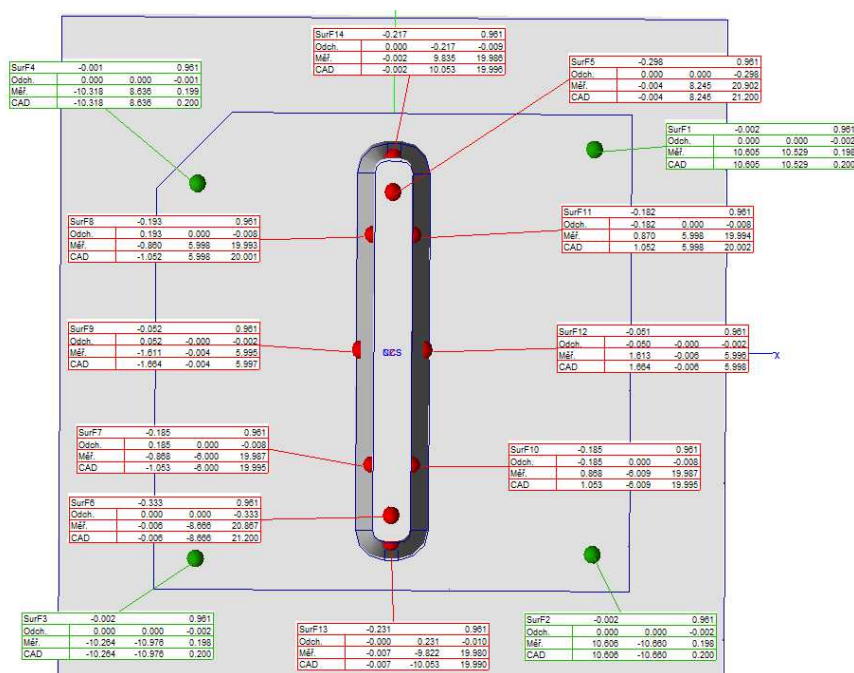 SurF14 -0.217 0.961
Odch. 0.000 -0.217 -0.009
Měř. -0.002 9.835 19.986
CAD -0.002 10.053 19.996
SurF5 -0.298 0.961
Odch. 0.000 0.000 -0.298
Měř. -0.004 8.245 20.902
CAD -0.004 8.245 21.200
SurF4 -0.001 0.961
Odch. 0.000 0.000 -0.001
Měř. -10.318 8.636 0.199
CAD -10.318 8.636 0.200
SurF1 -0.002 0.961
Odch. 0.000 0.000 -0.002
Měř. 10.605 10.529 0.198
CAD 10.605 10.529 0.200
SurF8 -0.193 0.961
Odch. 0.193 0.000 -0.008
Měř. -0.860 5.998 19.993
CAD -1.052 5.998 20.001
SurF11 -0.182 0.961
Odch. -0.182 0.000 -0.008
Měř. 0.870 5.998 19.994
CAD 1.052 5.998 20.002
SurF9 -0.052 0.961
Odch. 0.052 -0.000 -0.002
Měř. -1.611 -0.004 5.995
CAD -1.664 -0.004 5.997
SurF12 -0.051 0.961
Odch. -0.050 -0.000 -0.002
Měř. 1.613 -0.006 5.996
CAD 1.664 -0.006 5.998
X
SurF7 -0.185 0.961
Odch. 0.185 0.000 -0.008
Měř. -0.868 -6.000 19.987
CAD -1.053 -6.000 19.995
SurF10 -0.185 0.961
Odch. -0.185 0.000 -0.008
Měř. 0.868 -6.009 19.987
CAD 1.053 -6.009 19.995
SurF6 -0.333 0.961
Odch. 0.000 0.000 -0.333
Měř. -0.006 -8.666 20.867
CAD -0.006 -8.666 21.200
SurF3 -0.002 0.961
Odch. 0.000 0.000 -0.002
Měř. -10.264 -10.976 0.198
CAD -10.264 -10.976 0.200
SurF13 -0.231 0.961
Odch. -0.000 0.231 -0.010
Měř. -0.007 -9.822 19.980
CAD -0.007 -10.053 19.990
SurF2 -0.002 0.961
Odch. 0.000 0.000 -0.002
Měř. 10.606 -10.660 0.198
CAD 10.606 -10.660 0.200